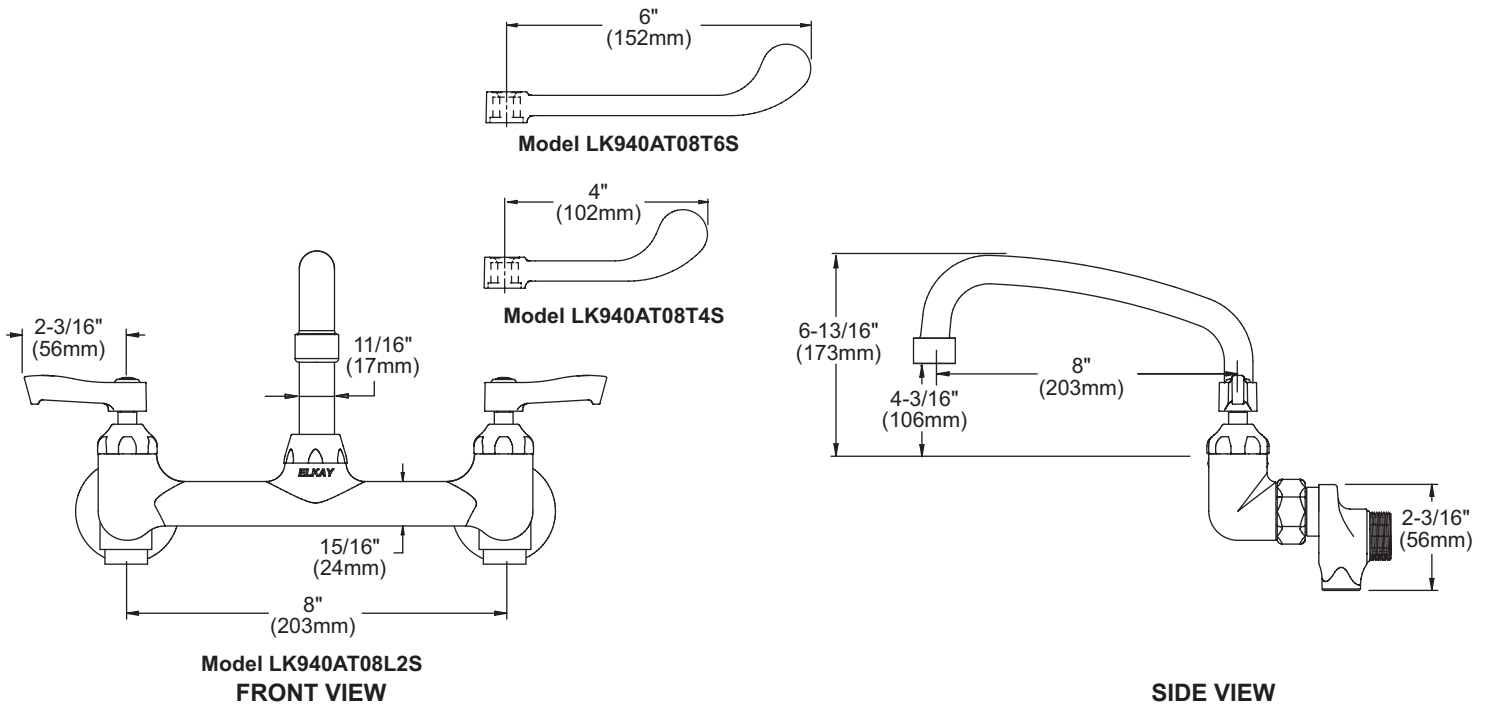 6"
(152mm)
Model LK940AT08T6S
4"
(102mm)
Model LK940AT08T4S
2-3/16"
(56mm)
11/16"
(17mm)
ELKAY
15/16"
(24mm)
8"
(203mm)
Model LK940AT08L2S
FRONT VIEW
6-13/16"
(173mm)
8"
(203mm)
4-3/16"
(106mm)
2-3/16"
(56mm)
SIDE VIEW